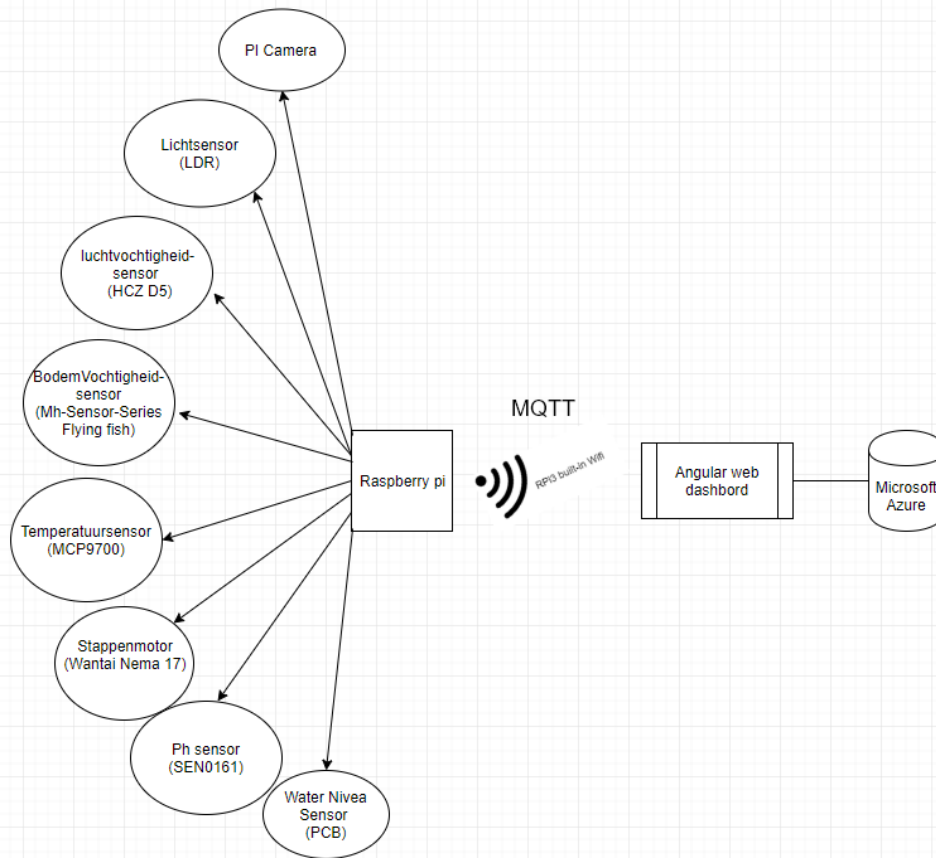 PI Camera
Lichtsensor
(LDR)
luchtvochtigheid-
sensor
(HCZ D5)
BodemVochtigheid-
sensor
(Mh-Sensor-Series
Flying fish)
Temperatuursensor
(MCP9700)
Stappenmotor
(Wantai Nema 17)
Ph sensor
(SEN0161)
Water Nivea
Sensor
(PCB)
Raspberry pi
MQTT
RPI3 built-in Wifi
Angular web
dashbord
Microsoft
Azure